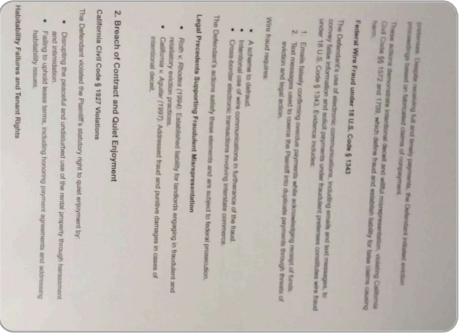 pretenses. Despite receiving full and timely payments, the Defendant initiated eviction
proceedings based on fabricated claims of nonpayment.
These actions demonstrate intentional deceit and willful misrepresentation, violating California
Civil Code §§ 1572 and 1709, which define fraud and establish liability for false claims causing
harm.
Federal Wire Fraud under 18 U.S. Code § 1343
The Defendant's use of electronic communications, including emails and text messages, to
convey false information and solicit payments under fraudulent pretenses constitutes wire fraud
under 18 U.S. Code § 1343. Evidence includes:
1. Emails falsely confirming overdue payments while acknowledging receipt of funds.
2. Text messages used to coerce the Plaintiff into duplicate payments through threats of
eviction and legal action.
Wire fraud requires:
• A scheme to defraud.
• Intentional use of wire communications in furtherance of the fraud.
• Cross-border electronic transactions involving interstate commerce.
The Defendant's actions satisfy these elements and are subject to federal prosecution.
Legal Precedents Supporting Fraudulent Misrepresentation
• Roth v. Rhodes (1994): Established liability for landlords engaging in fraudulent and
retaliatory eviction practices.
• California v. Aguilar (1997): Addressed fraud and punitive damages in cases of
intentional deceit.
2. Breach of Contract and Quiet Enjoyment
California Civil Code § 1927 Violations
The Defendant violated the Plaintiff's statutory right to quiet enjoyment by:
• Disrupting the peaceful and undisturbed use of the rental property through harassment
and intimidation.
• Failing to uphold lease terms, including honoring payment agreements and addressing
habitability issues.
Habitability Failures and Tenant Rights